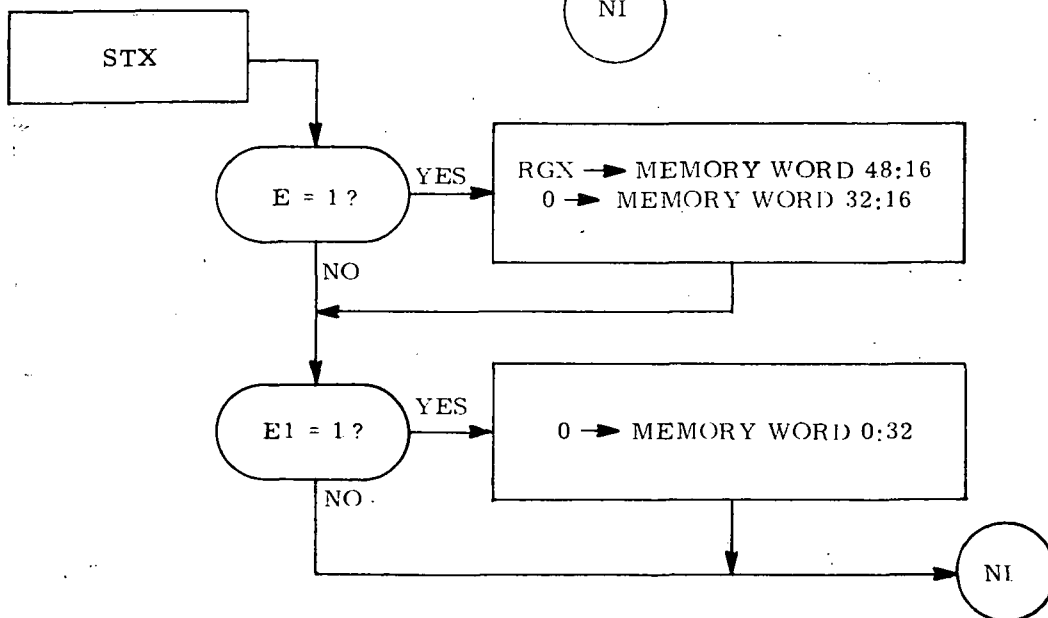 NI
STX
E = 1?
YES
RGX → MEMORY WORD 48:16
0 → MEMORY WORD 32:16
NO
E1 = 1?
YES
0 → MEMORY WORD 0:32
NO
NI